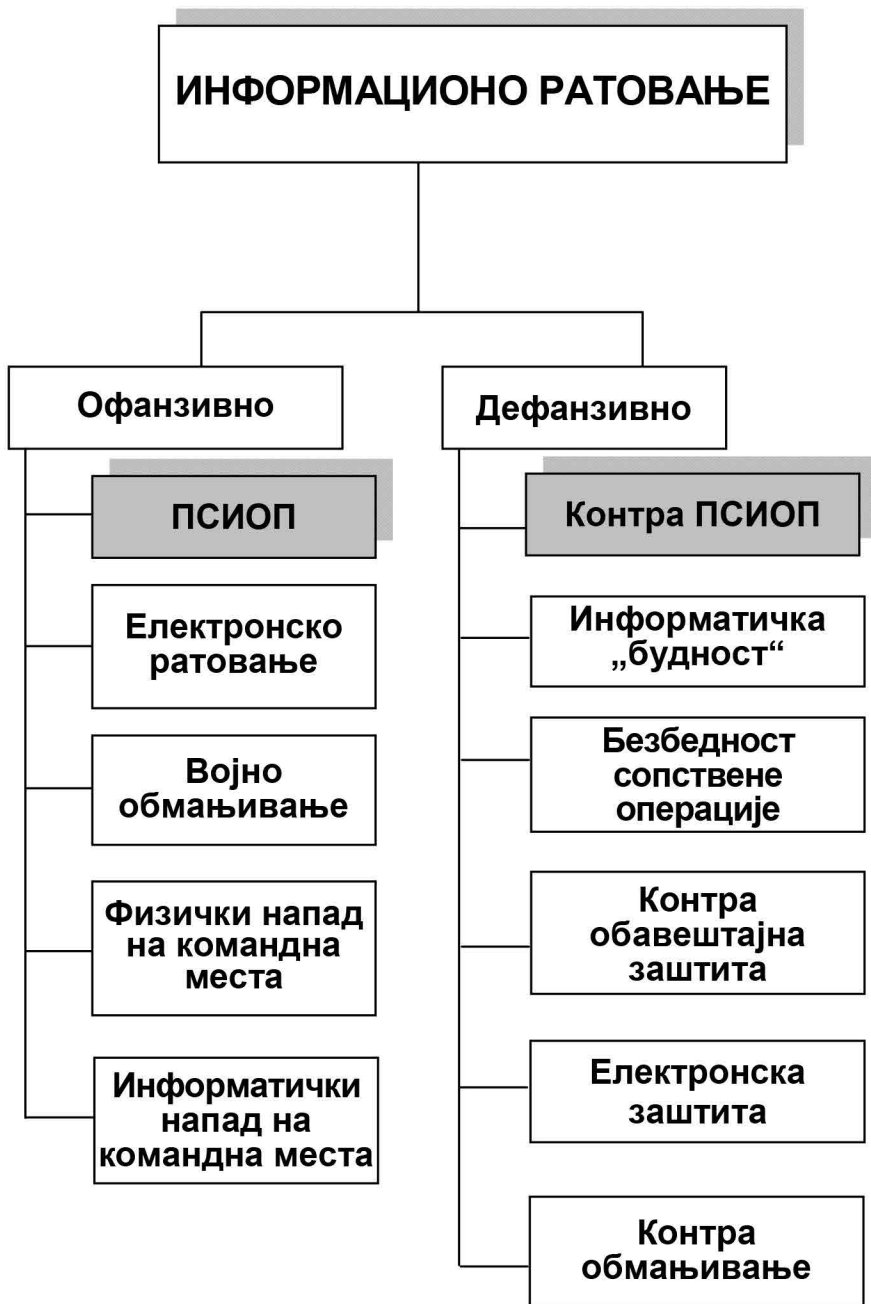 ИНФОРМАЦИОНО РАТОВАЊЕ
Офанзивно
ПСИОП
Електронско
ратовање
Војно
обмањивање
Физички напад
на командна
места
Информатички
напад на
командна места
Дефанзивно
Контра ПСИОП
Информатичка
„будност“
Безбедност
сопствене
операције
Контра
обавештајна
заштита
Електронска
заштита
Контра
обмањивање